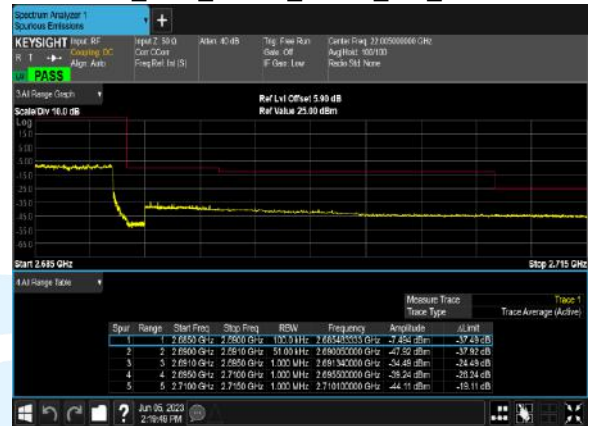 Spectrum Analyzer 1
Spurious Emissions
KEYSIGHT Input: RF Input Z: 50 Ω Atten: 40 dB Trig: Free Run Center Freq: 22.005000000 GHz
R T Coupling: DC Corr CCorr Gate: Off Avg|Hold: 100/100
Align: Auto Freq Ref: Int (S) IF Gain: Low Radio Std: None
PASS
3 All Range Graph
Ref Lvl Offset 5.90 dB
Scale/Div 10.0 dB Ref Value 25.00 dBm
Log
15.0
5.00
-5.00
-15.0
-25.0
-35.0
-45.0
-55.0
-65.0
Start 2.685 GHz Stop 2.715 GHz
4 All Range Table
Measure Trace Trace 1
Trace Type Trace Average (Active)
Spur Range Start Freq Stop Freq RBW Frequency Amplitude ΔLimit
1 1 2.6850 GHz 2.6900 GHz 100.0 kHz 2.685483333 GHz -7.494 dBm -37.49 dB
2 2 2.6900 GHz 2.6910 GHz 51.00 kHz 2.690050000 GHz -47.92 dBm -37.92 dB
3 3 2.6910 GHz 2.6950 GHz 1.000 MHz 2.691340000 GHz -34.49 dBm -24.49 dB
4 4 2.6950 GHz 2.7100 GHz 1.000 MHz 2.695500000 GHz -39.24 dBm -26.24 dB
5 5 2.7100 GHz 2.7150 GHz 1.000 MHz 2.710100000 GHz -44.11 dBm -19.11 dB
Jun 05, 2023
2:19:48 PM